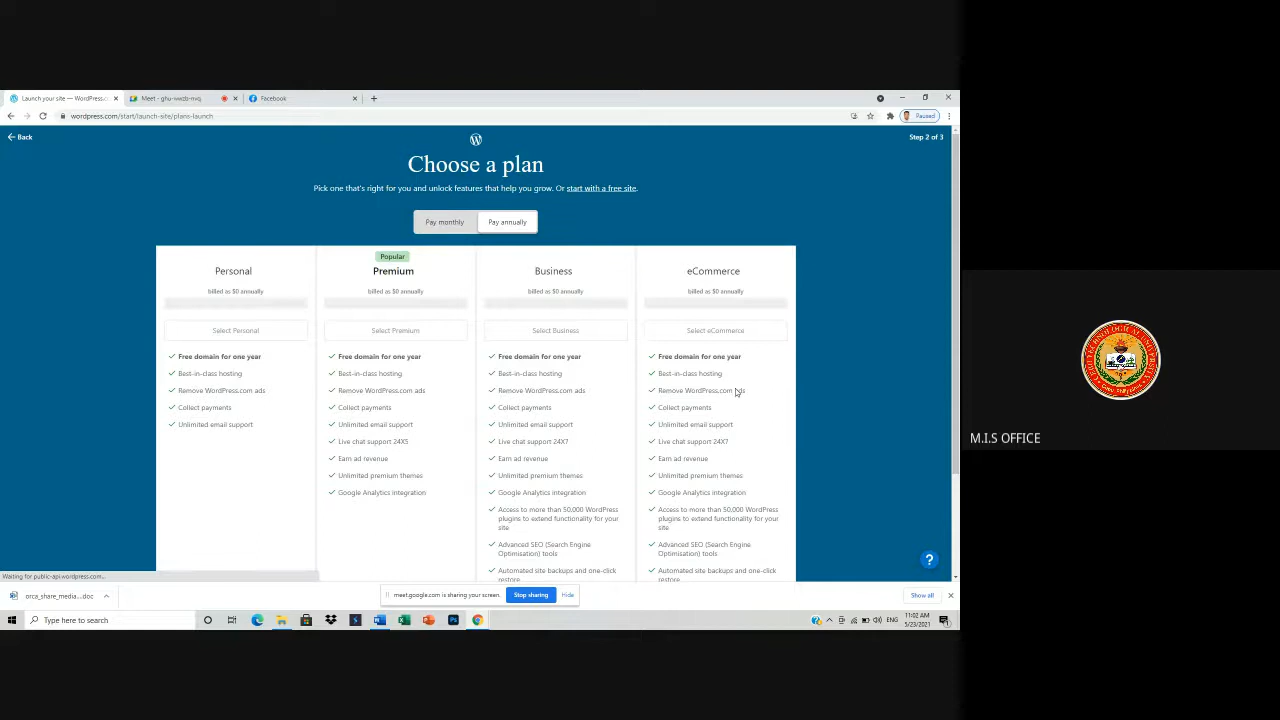 Launch your site — WordPress.c
Meet - ghu-wwzb-nxq
Facebook
wordpress.com/start/launch-site/plans-launch
Paused
Back
Step 2 of 3
Choose a plan
Pick one that's right for you and unlock features that help you grow. Or start with a free site.
Pay monthly
Pay annually
Personal
billed as $0 annually
Select Personal
Free domain for one year
Best-in-class hosting
Remove WordPress.com ads
Collect payments
Unlimited email support
Popular
Premium
billed as $0 annually
Select Premium
Free domain for one year
Best-in-class hosting
Remove WordPress.com ads
Collect payments
Unlimited email support
Live chat support 24X5
Earn ad revenue
Unlimited premium themes
Google Analytics integration
Business
billed as $0 annually
Select Business
Free domain for one year
Best-in-class hosting
Remove WordPress.com ads
Collect payments
Unlimited email support
Live chat support 24X7
Earn ad revenue
Unlimited premium themes
Google Analytics integration
Access to more than 50,000 WordPress
plugins to extend functionality for your
site
Advanced SEO (Search Engine
Optimisation) tools
Automated site backups and one-click
restore
eCommerce
billed as $0 annually
Select eCommerce
Free domain for one year
Best-in-class hosting
Remove WordPress.com ads
Collect payments
Unlimited email support
Live chat support 24X7
Earn ad revenue
Unlimited premium themes
Google Analytics integration
Access to more than 50,000 WordPress
plugins to extend functionality for your
site
Advanced SEO (Search Engine
Optimisation) tools
Automated site backups and one-click
restore
Waiting for public-api.wordpress.com...
orca_share_media....doc
meet.google.com is sharing your screen.
Stop sharing
Hide
Show all
Type here to search
ENG
11:02 AM
5/23/2021
M.I.S OFFICE